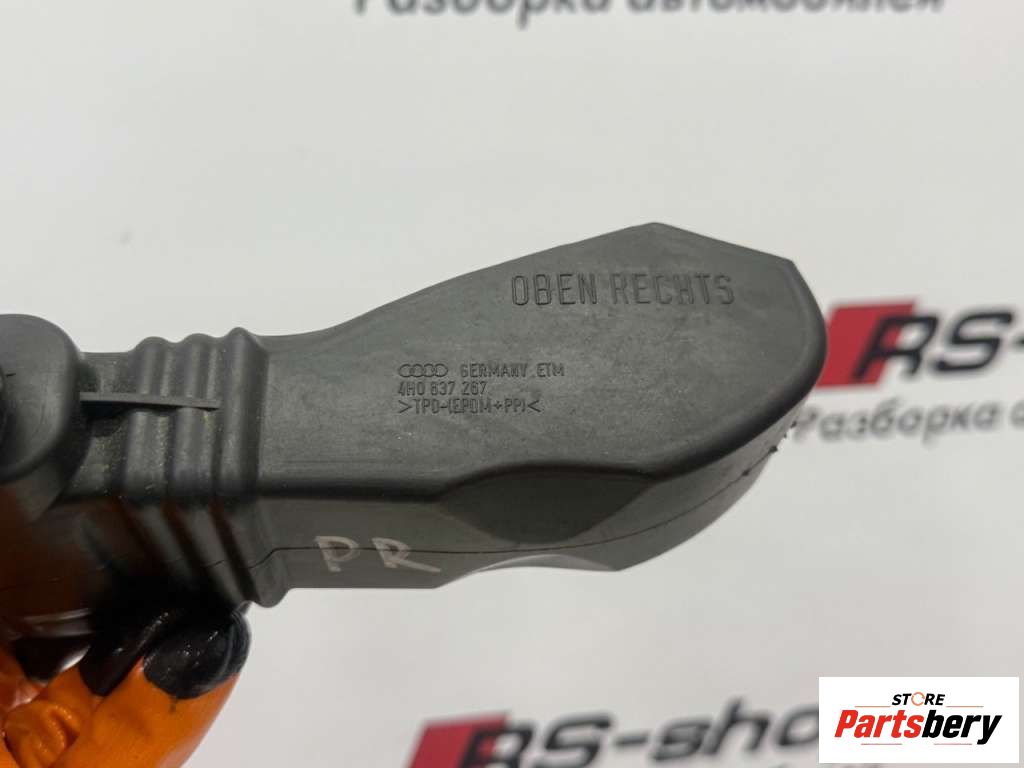 Разборка автомобилей
OBEN RECHTS
GERMANY ETM
4H0 837 267
>TPO-(EPDM+PP)<
RS-shop
Разборка а
PR
RS-sho
STORE
Partsbery